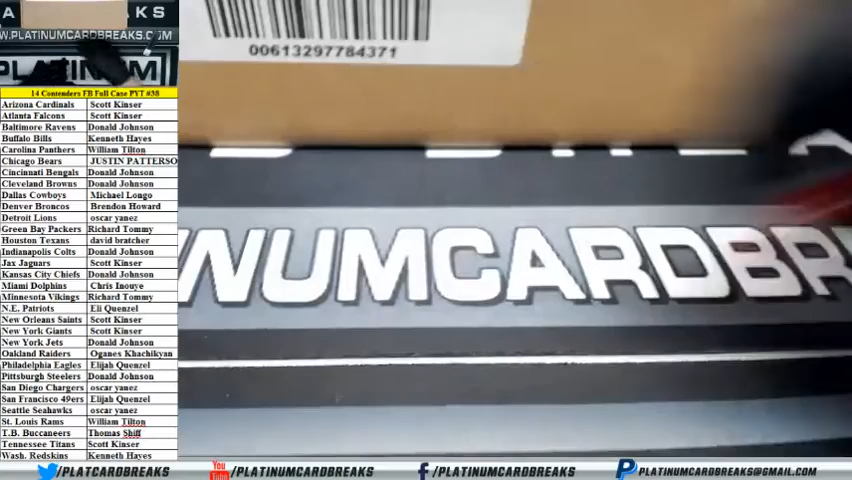 A KS
WWW.PLATINUMCARDBREAKS.COM
PLATINUM
14 Contenders FB Full Case PYT #38
Arizona Cardinals Scott Kinser
Atlanta Falcons Scott Kinser
Baltimore Ravens Donald Johnson
Buffalo Bills Kenneth Hayes
Carolina Panthers William Tilton
Chicago Bears JUSTIN PATTERSO
Cincinnati Bengals Donald Johnson
Cleveland Browns Donald Johnson
Dallas Cowboys Michael Longo
Denver Broncos Brendon Howard
Detroit Lions oscar yanez
Green Bay Packers Richard Tommy
Houston Texans david bratcher
Indianapolis Colts Donald Johnson
Jax Jaguars Scott Kinser
Kansas City Chiefs Donald Johnson
Miami Dolphins Chris Inouye
Minnesota Vikings Richard Tommy
N.E. Patriots Eli Quenzel
New Orleans Saints Scott Kinser
New York Giants Scott Kinser
New York Jets Donald Johnson
Oakland Raiders Oganes Khachikyan
Philadelphia Eagles Elijah Quenzel
Pittsburgh Steelers Donald Johnson
San Diego Chargers oscar yanez
San Francisco 49ers Elijah Quenzel
Seattle Seahawks oscar yanez
St. Louis Rams William Tilton
T.B. Buccaneers Thomas Shiff
Tennessee Titans Scott Kinser
Wash. Redskins Kenneth Hayes
00613297784371
NUMCARDBR
/PLATCARDBREAKS
You Tube /PLATINUMCARDBREAKS
/PLATINUMCARDBREAKS
PLATINUMCARDBREAKS@GMAIL.COM